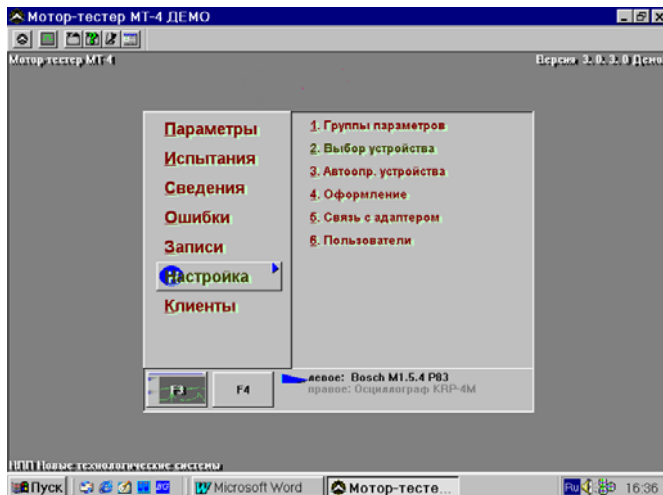 Мотор-тестер МТ-4 ДЕМО
Мотор-тестер МТ-4
Версия 3.0.3.0 Демо
Параметры
Испытания
Сведения
Ошибки
Записи
Настройка
Клиенты
1. Группы параметров
2. Выбор устройства
3. Автоопр. устройства
4. Оформление
5. Связь с адаптером
6. Пользователи
F3
F4
левое: Bosch M1.5.4 P83
правое: Осциллограф KRP-4M
НПП Новые технологические системы
Пуск
Microsoft Word
Мотор-тесте...
Ru
16:36